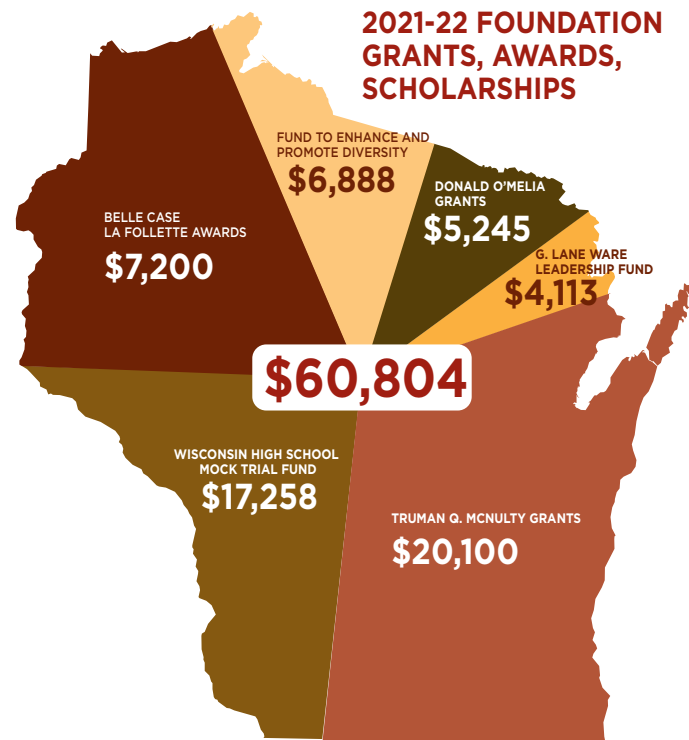 2021-22 FOUNDATION
GRANTS, AWARDS,
SCHOLARSHIPS
FUND TO ENHANCE AND
PROMOTE DIVERSITY
$6,888
DONALD O’MELIA
GRANTS
$5,245
BELLE CASE
LA FOLLETTE AWARDS
$7,200
G. LANE WARE
LEADERSHIP FUND
$4,113
$60,804
WISCONSIN HIGH SCHOOL
MOCK TRIAL FUND
$17,258
TRUMAN Q. MCNULTY GRANTS
$20,100